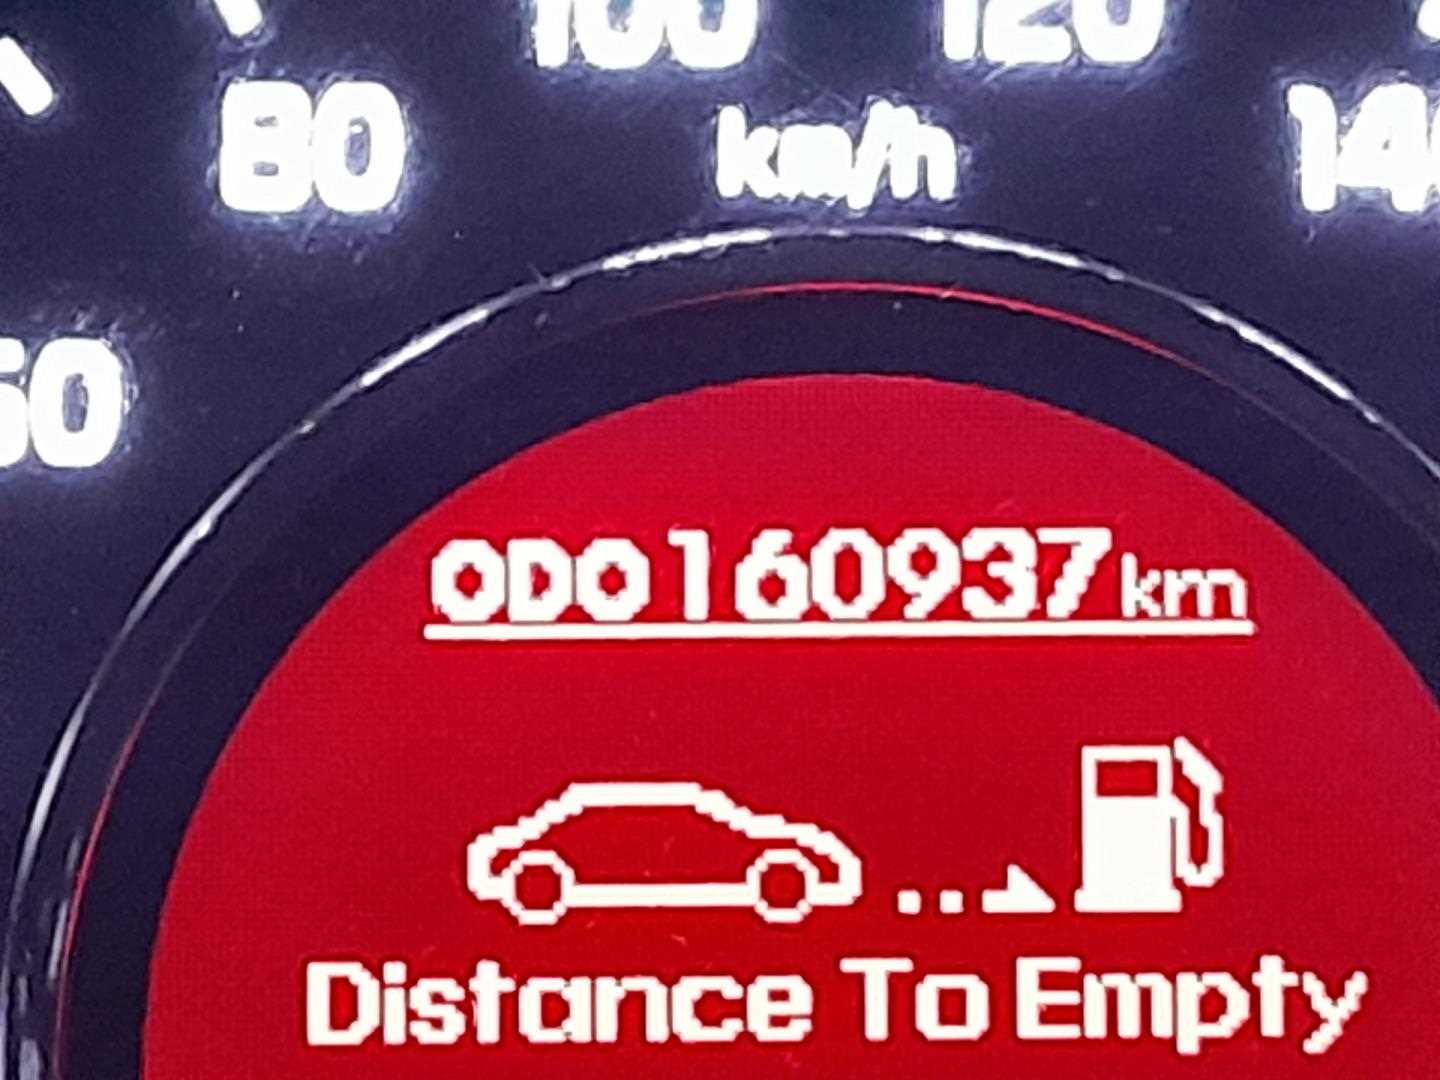 100 120
80 km/h 14
60
ODO 160937 km
Distance To Empty